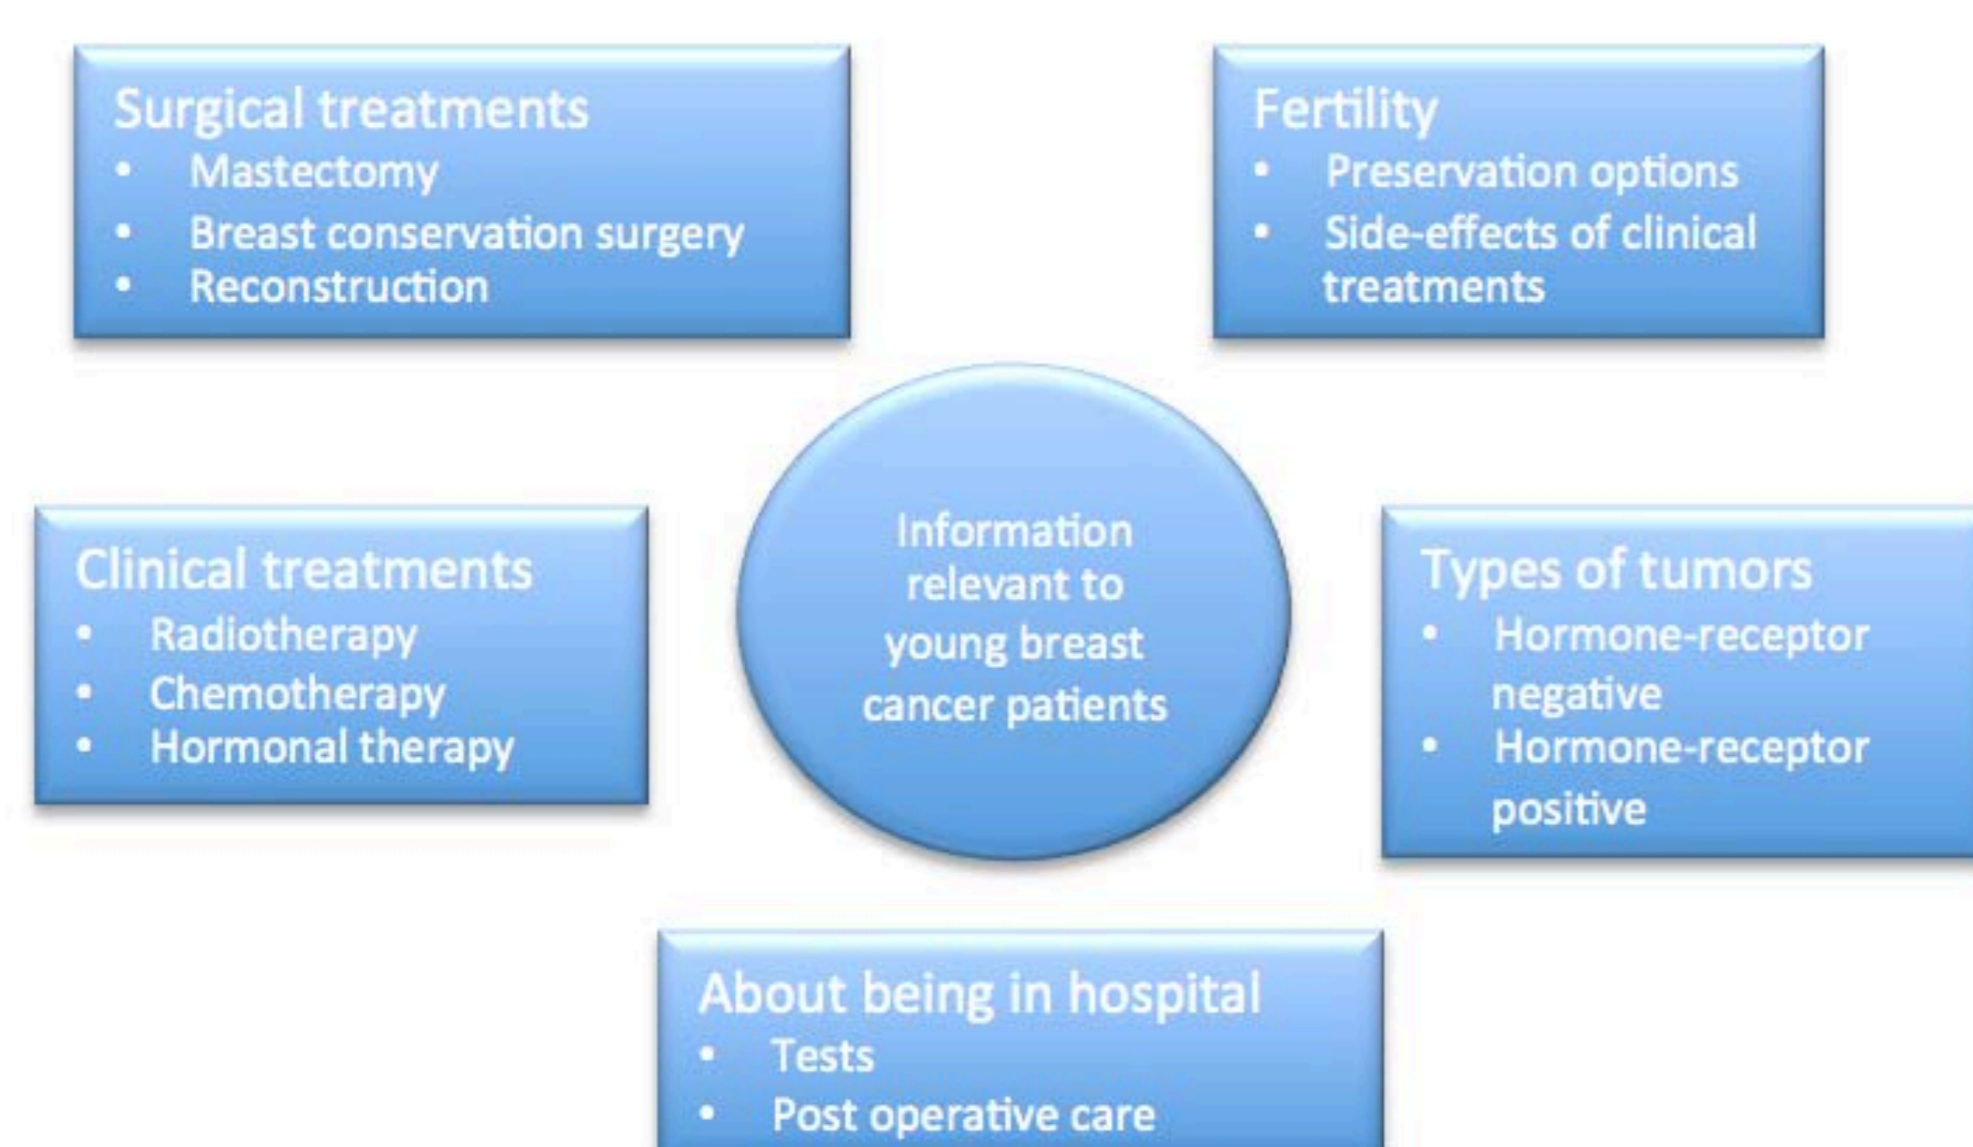 Surgical treatments
• Mastectomy
• Breast conservation surgery
• Reconstruction
Fertility
• Preservation options
• Side-effects of clinical
treatments
Clinical treatments
• Radiotherapy
• Chemotherapy
• Hormonal therapy
Information
relevant to
young breast
cancer patients
Types of tumors
• Hormone-receptor
negative
• Hormone-receptor
positive
About being in hospital
• Tests
• Post operative care